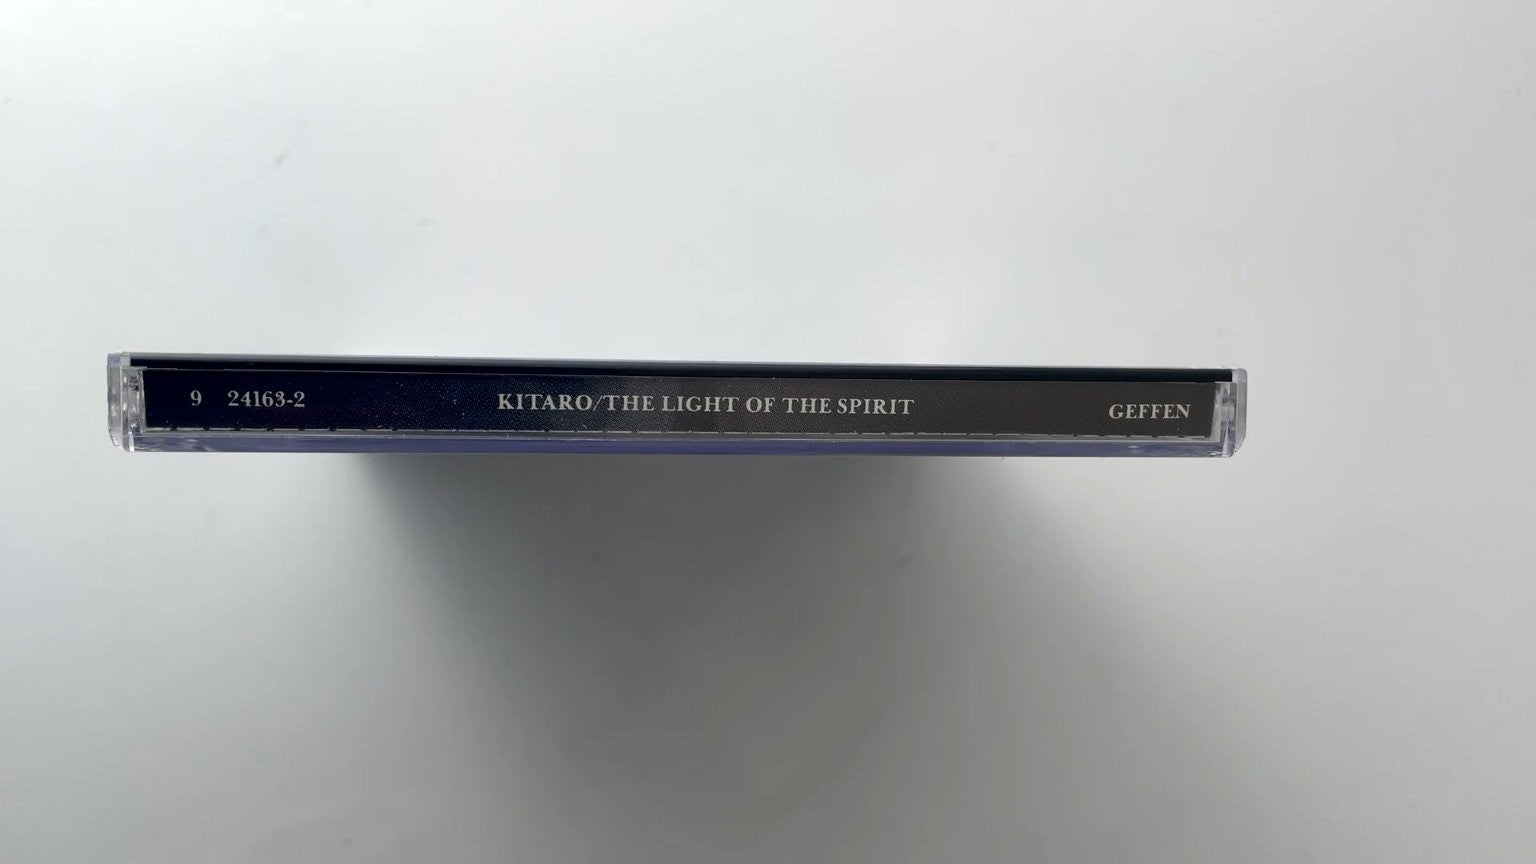 9 24163-2 KITARO/THE LIGHT OF THE SPIRIT GEFFEN